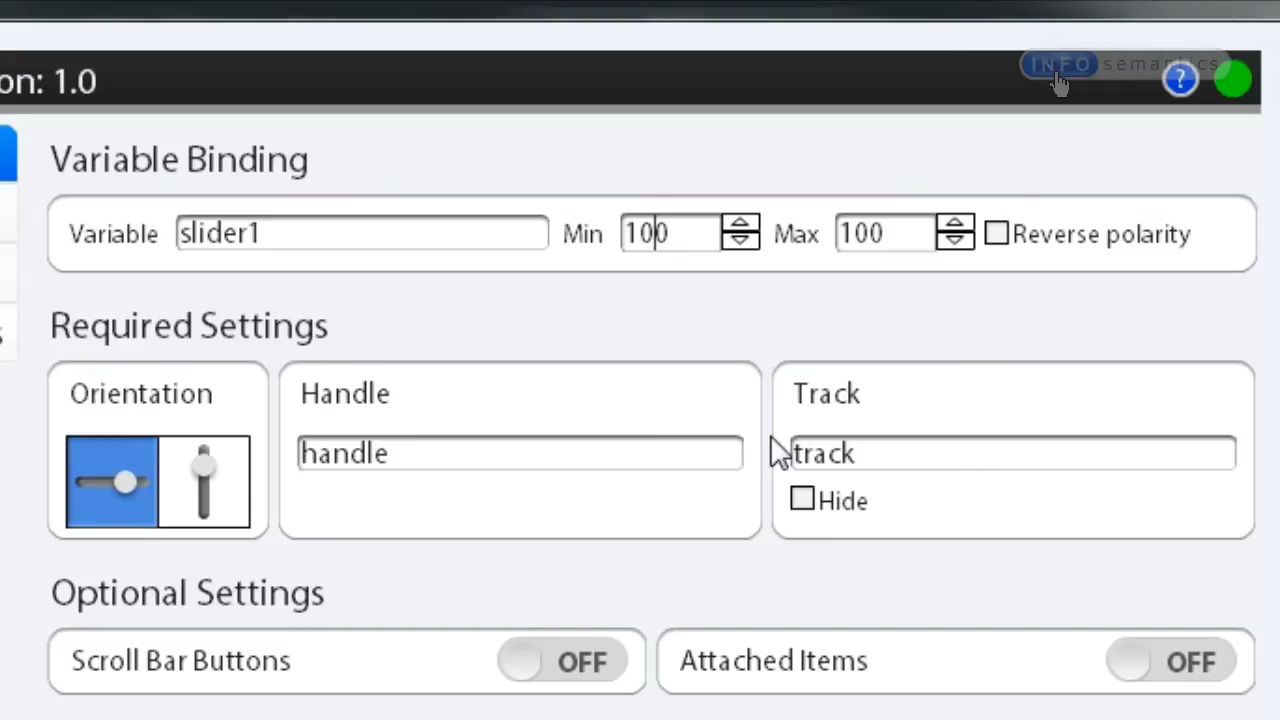 on: 1.0
INFO semantics
?
Variable Binding
Variable slider1 Min 100 Max 100 Reverse polarity
Required Settings
Orientation Handle Track
handle track
Hide
Optional Settings
Scroll Bar Buttons OFF Attached Items OFF